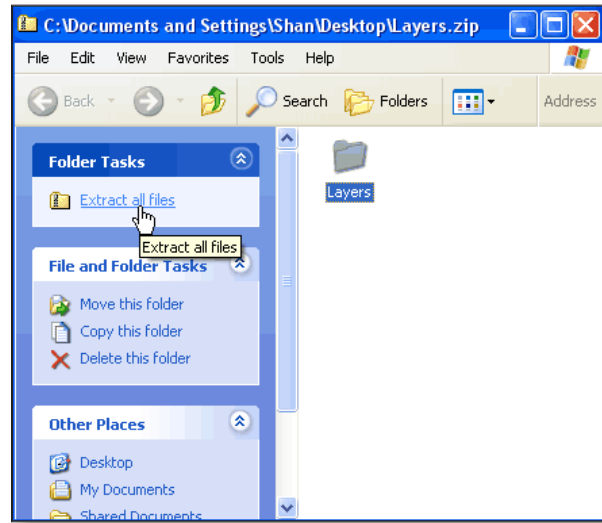 C:\Documents and Settings\Shan\Desktop\Layers.zip
File Edit View Favorites Tools Help
Back Search Folders Address
Folder Tasks
Extract all files
Extract all files
Layers
File and Folder Tasks
Move this folder
Copy this folder
Delete this folder
Other Places
Desktop
My Documents
Shared Documents